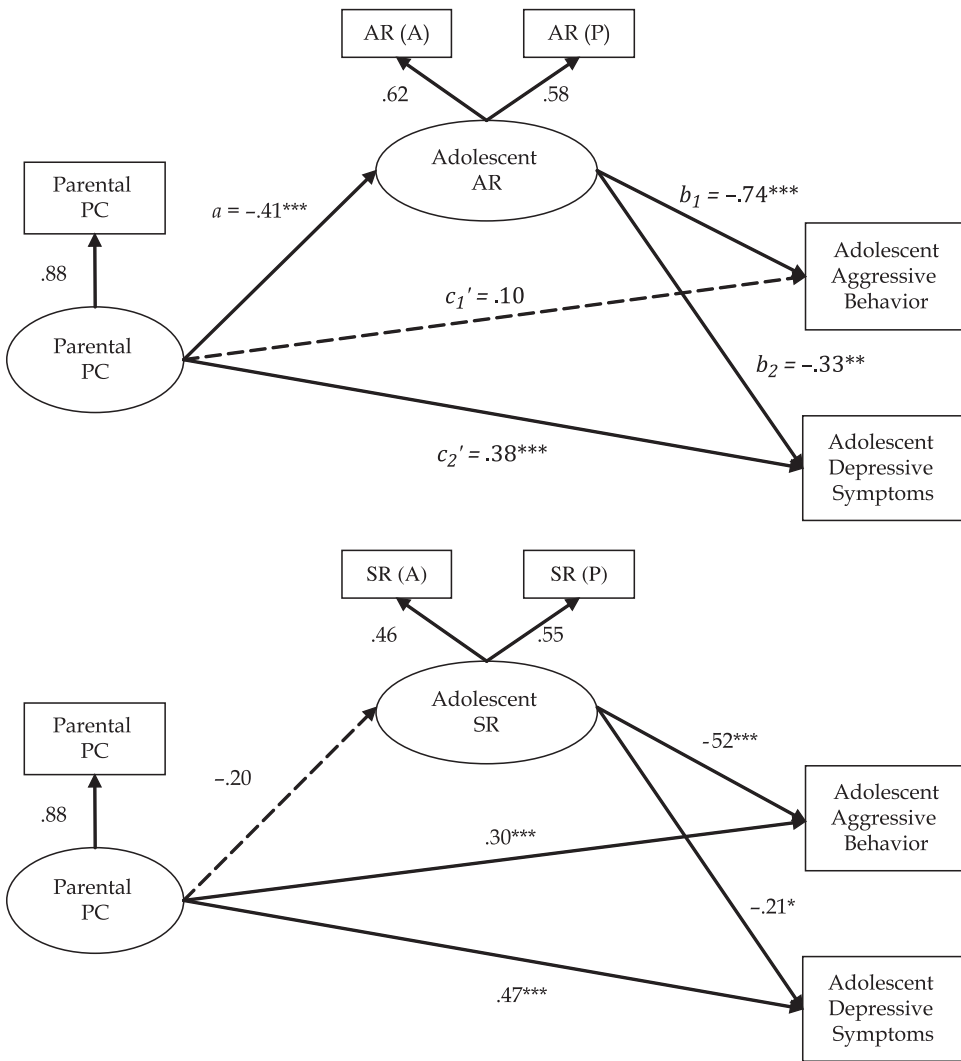 AR (A)
AR (P)
.62
.58
Adolescent
AR
Parental
PC
a = –.41***
b1 = –.74***
.88
Adolescent
Aggressive
Behavior
c1' = .10
Parental
PC
b2 = –.33**
c2' = .38***
Adolescent
Depressive
Symptoms
SR (A)
SR (P)
.46
.55
Adolescent
SR
Parental
PC
-52***
–.20
.88
Adolescent
Aggressive
Behavior
.30***
Parental
PC
–.21*
.47***
Adolescent
Depressive
Symptoms